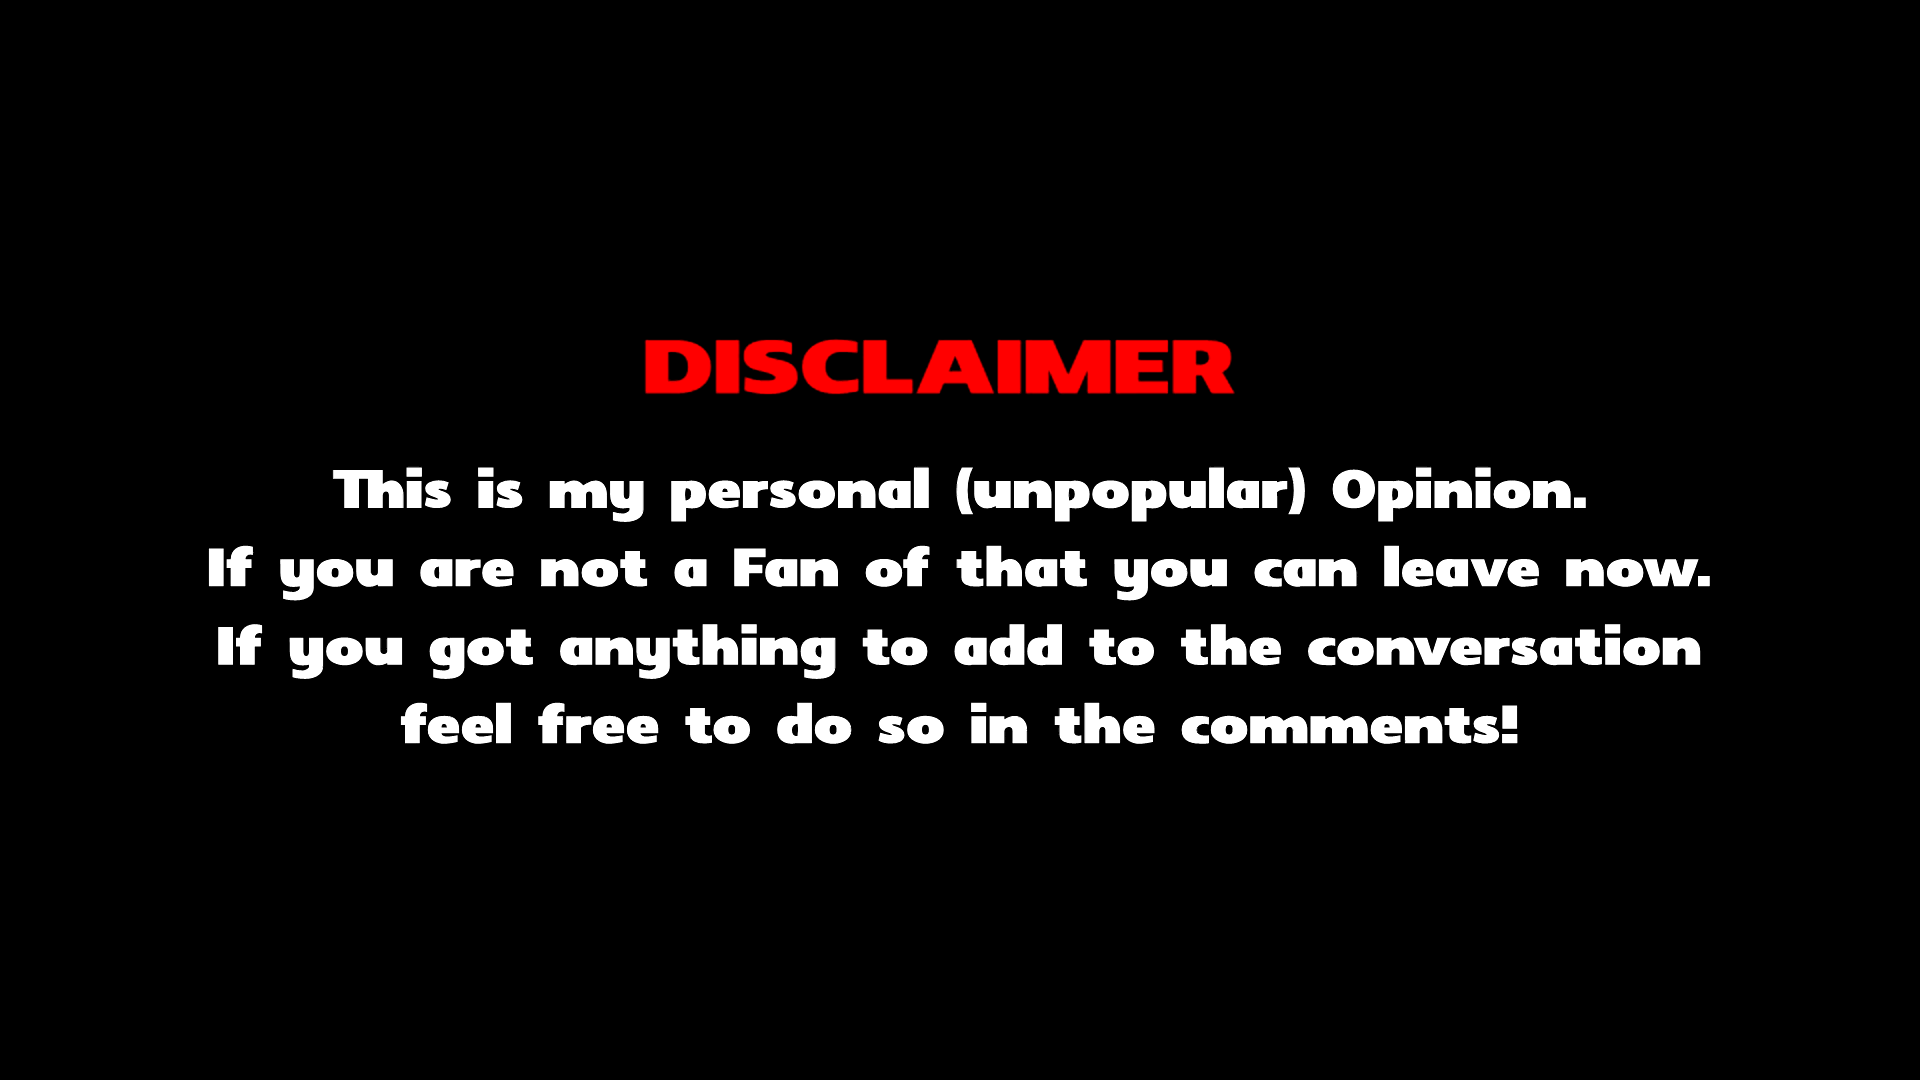 DISCLAIMER
This is my personal (unpopular) Opinion.
If you are not a Fan of that you can leave now.
If you got anything to add to the conversation
feel free to do so in the comments!